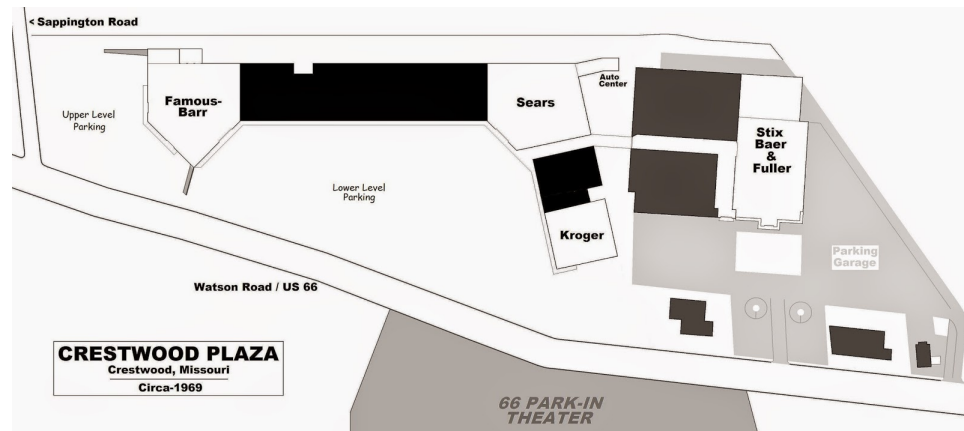 < Sappington Road
Upper Level
Parking
Famous-
Barr
Sears
Auto
Center
Stix
Baer
&
Fuller
Lower Level
Parking
Kroger
Parking
Garage
Watson Road / US 66
CRESTWOOD PLAZA
Crestwood, Missouri
Circa-1969
66 PARK-IN
THEATER